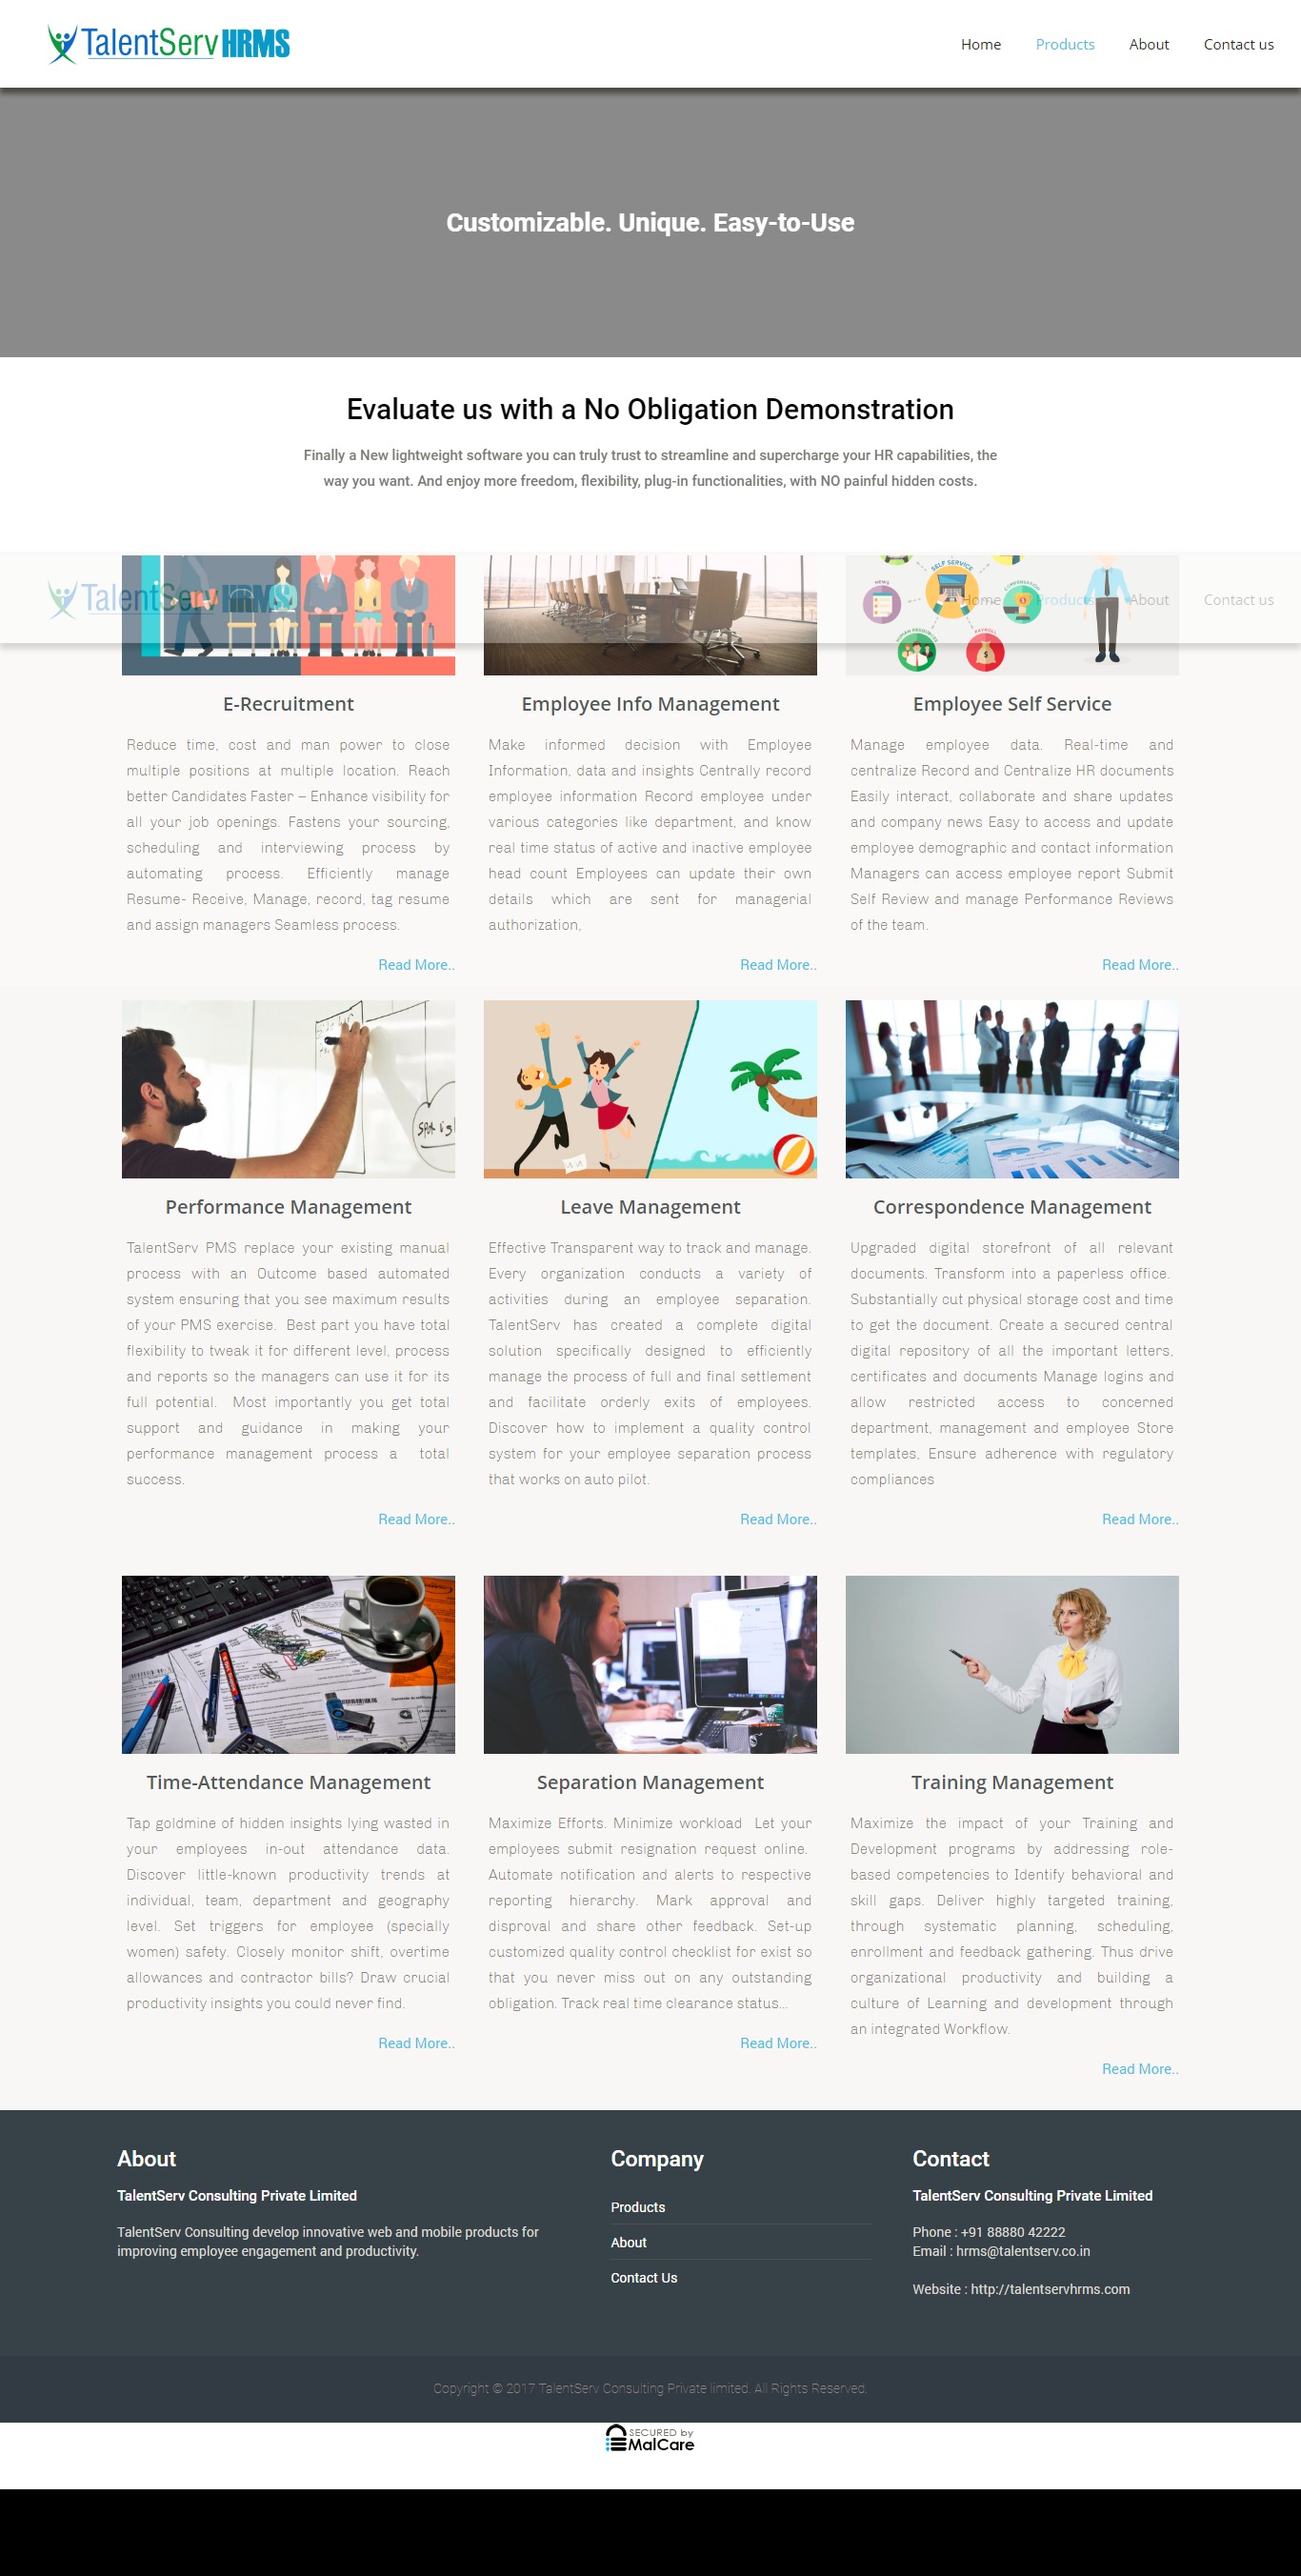 TalentServ HRMS
Home Products About Contact us
Customizable. Unique. Easy-to-Use
Evaluate us with a No Obligation Demonstration
Finally a New lightweight software you can truly trust to streamline and supercharge your HR capabilities, the
way you want. And enjoy more freedom, flexibility, plug-in functionalities, with NO painful hidden costs.
TalentServ HRMS
Home Products About Contact us
SELF SERVICE
NEWS
COMPENSATION
HUMAN RESOURCES
PAYROLL
E-Recruitment
Reduce time, cost and man power to close
multiple positions at multiple location. Reach
better Candidates Faster – Enhance visibility for
all your job openings. Fastens your sourcing,
scheduling and interviewing process by
automating process. Efficiently manage
Resume- Receive, Manage, record, tag resume
and assign managers Seamless process.
Read More..
Employee Info Management
Make informed decision with Employee
Information, data and insights Centrally record
employee information Record employee under
various categories like department, and know
real time status of active and inactive employee
head count Employees can update their own
details which are sent for managerial
authorization,
Read More..
Employee Self Service
Manage employee data. Real-time and
centralize Record and Centralize HR documents
Easily interact, collaborate and share updates
and company news Easy to access and update
employee demographic and contact information
Managers can access employee report Submit
Self Review and manage Performance Reviews
of the team.
Read More..
Performance Management
TalentServ PMS replace your existing manual
process with an Outcome based automated
system ensuring that you see maximum results
of your PMS exercise. Best part you have total
flexibility to tweak it for different level, process
and reports so the managers can use it for its
full potential. Most importantly you get total
support and guidance in making your
performance management process a total
success.
Read More..
Leave Management
Effective Transparent way to track and manage.
Every organization conducts a variety of
activities during an employee separation.
TalentServ has created a complete digital
solution specifically designed to efficiently
manage the process of full and final settlement
and facilitate orderly exits of employees.
Discover how to implement a quality control
system for your employee separation process
that works on auto pilot.
Read More..
Correspondence Management
Upgraded digital storefront of all relevant
documents. Transform into a paperless office.
Substantially cut physical storage cost and time
to get the document. Create a secured central
digital repository of all the important letters,
certificates and documents Manage logins and
allow restricted access to concerned
department, management and employee Store
templates, Ensure adherence with regulatory
compliances
Read More..
Time-Attendance Management
Tap goldmine of hidden insights lying wasted in
your employees in-out attendance data.
Discover little-known productivity trends at
individual, team, department and geography
level. Set triggers for employee (specially
women) safety. Closely monitor shift, overtime
allowances and contractor bills? Draw crucial
productivity insights you could never find.
Read More..
Separation Management
Maximize Efforts. Minimize workload Let your
employees submit resignation request online.
Automate notification and alerts to respective
reporting hierarchy. Mark approval and
disproval and share other feedback. Set-up
customized quality control checklist for exist so
that you never miss out on any outstanding
obligation. Track real time clearance status...
Read More..
Training Management
Maximize the impact of your Training and
Development programs by addressing role-
based competencies to Identify behavioral and
skill gaps. Deliver highly targeted training,
through systematic planning, scheduling,
enrollment and feedback gathering. Thus drive
organizational productivity and building a
culture of Learning and development through
an integrated Workflow.
Read More..
About
TalentServ Consulting Private Limited
TalentServ Consulting develop innovative web and mobile products for
improving employee engagement and productivity.
Company
Products
About
Contact Us
Contact
TalentServ Consulting Private Limited
Phone : +91 88880 42222
Email : hrms@talentserv.co.in
Website : http://talentservhrms.com
Copyright © 2017 TalentServ Consulting Private limited. All Rights Reserved.
SECURED by
MalCare